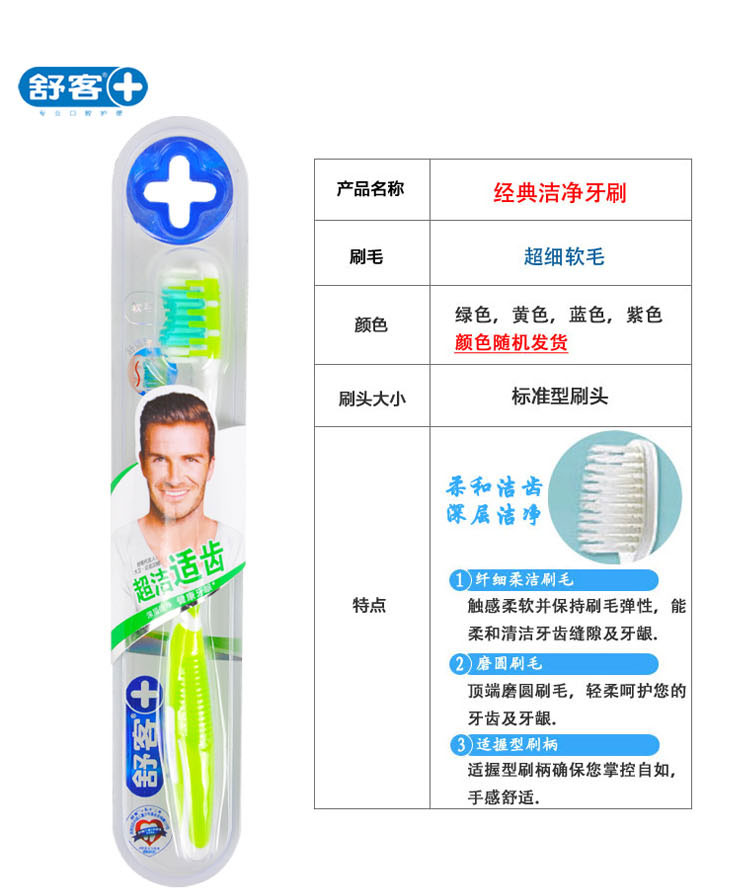 舒客®
专业口腔护理
产品名称
经典洁净牙刷
刷毛
超细软毛
颜色
绿色，黄色，蓝色，紫色
颜色随机发货
刷头大小
标准型刷头
特点
柔和洁齿
深层洁净
1 纤细柔洁刷毛
触感柔软并保持刷毛弹性，能
柔和清洁牙齿缝隙及牙龈.
2 磨圆刷毛
顶端磨圆刷毛，轻柔呵护您的
牙齿及牙龈.
3 适握型刷柄
适握型刷柄确保您掌控自如，
手感舒适.
超洁适齿
舒客®